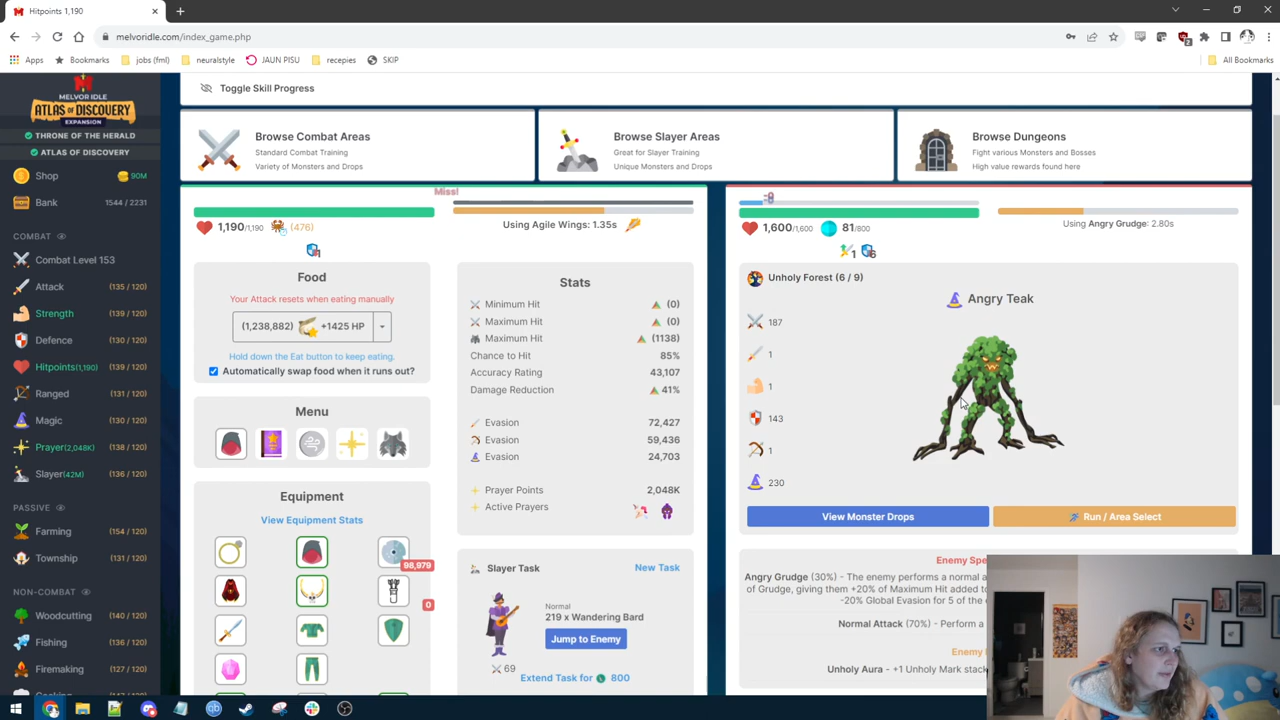 Hitpoints 1,190
melvoridle.com/index_game.php
Apps
Bookmarks
jobs (fml)
neuralstyle
JAUN PISU
recepies
SKIP
All Bookmarks
MELVOR IDLE
ATLAS OF DISCOVERY
EXPANSION
THRONE OF THE HERALD
ATLAS OF DISCOVERY
Shop
90M
Bank
1544 / 2231
COMBAT
Combat Level 153
Attack
(135 / 120)
Strength
(139 / 120)
Defence
(130 / 120)
Hitpoints(1,190)
(139 / 120)
Ranged
(131 / 120)
Magic
(130 / 120)
Prayer(2,048K)
(138 / 120)
Slayer(42M)
(136 / 120)
PASSIVE
Farming
(154 / 120)
Township
(131 / 120)
NON-COMBAT
Woodcutting
(140 / 120)
Fishing
(136 / 120)
Firemaking
(127 / 120)
Toggle Skill Progress
Browse Combat Areas
Standard Combat Training
Variety of Monsters and Drops
Browse Slayer Areas
Great for Slayer Training
Unique Monsters and Drops
Browse Dungeons
Fight various Monsters and Bosses
High value rewards found here
Miss!
1,190/1,190
(476)
1
Using Agile Wings: 1.35s
Food
Your Attack resets when eating manually
(1,238,882) +1425 HP
Hold down the Eat button to keep eating.
Automatically swap food when it runs out?
Menu
Equipment
View Equipment Stats
98,979
0
Stats
Minimum Hit
(0)
Maximum Hit
(0)
Maximum Hit
(1138)
Chance to Hit
85%
Accuracy Rating
43,107
Damage Reduction
41%
Evasion
72,427
Evasion
59,436
Evasion
24,703
Prayer Points
2,048K
Active Prayers
Slayer Task
New Task
Normal
219 x Wandering Bard
Jump to Enemy
69
Extend Task for 800
1,600/1,600
81/800
1
6
Using Angry Grudge: 2.80s
Unholy Forest (6 / 9)
Angry Teak
187
1
1
143
1
230
View Monster Drops
Run / Area Select
Enemy Spe
Angry Grudge (30%) - The enemy performs a normal a
of Grudge, giving them +20% of Maximum Hit added to
-20% Global Evasion for 5 of the e
Normal Attack (70%) - Perform a
Enemy
Unholy Aura - +1 Unholy Mark stack